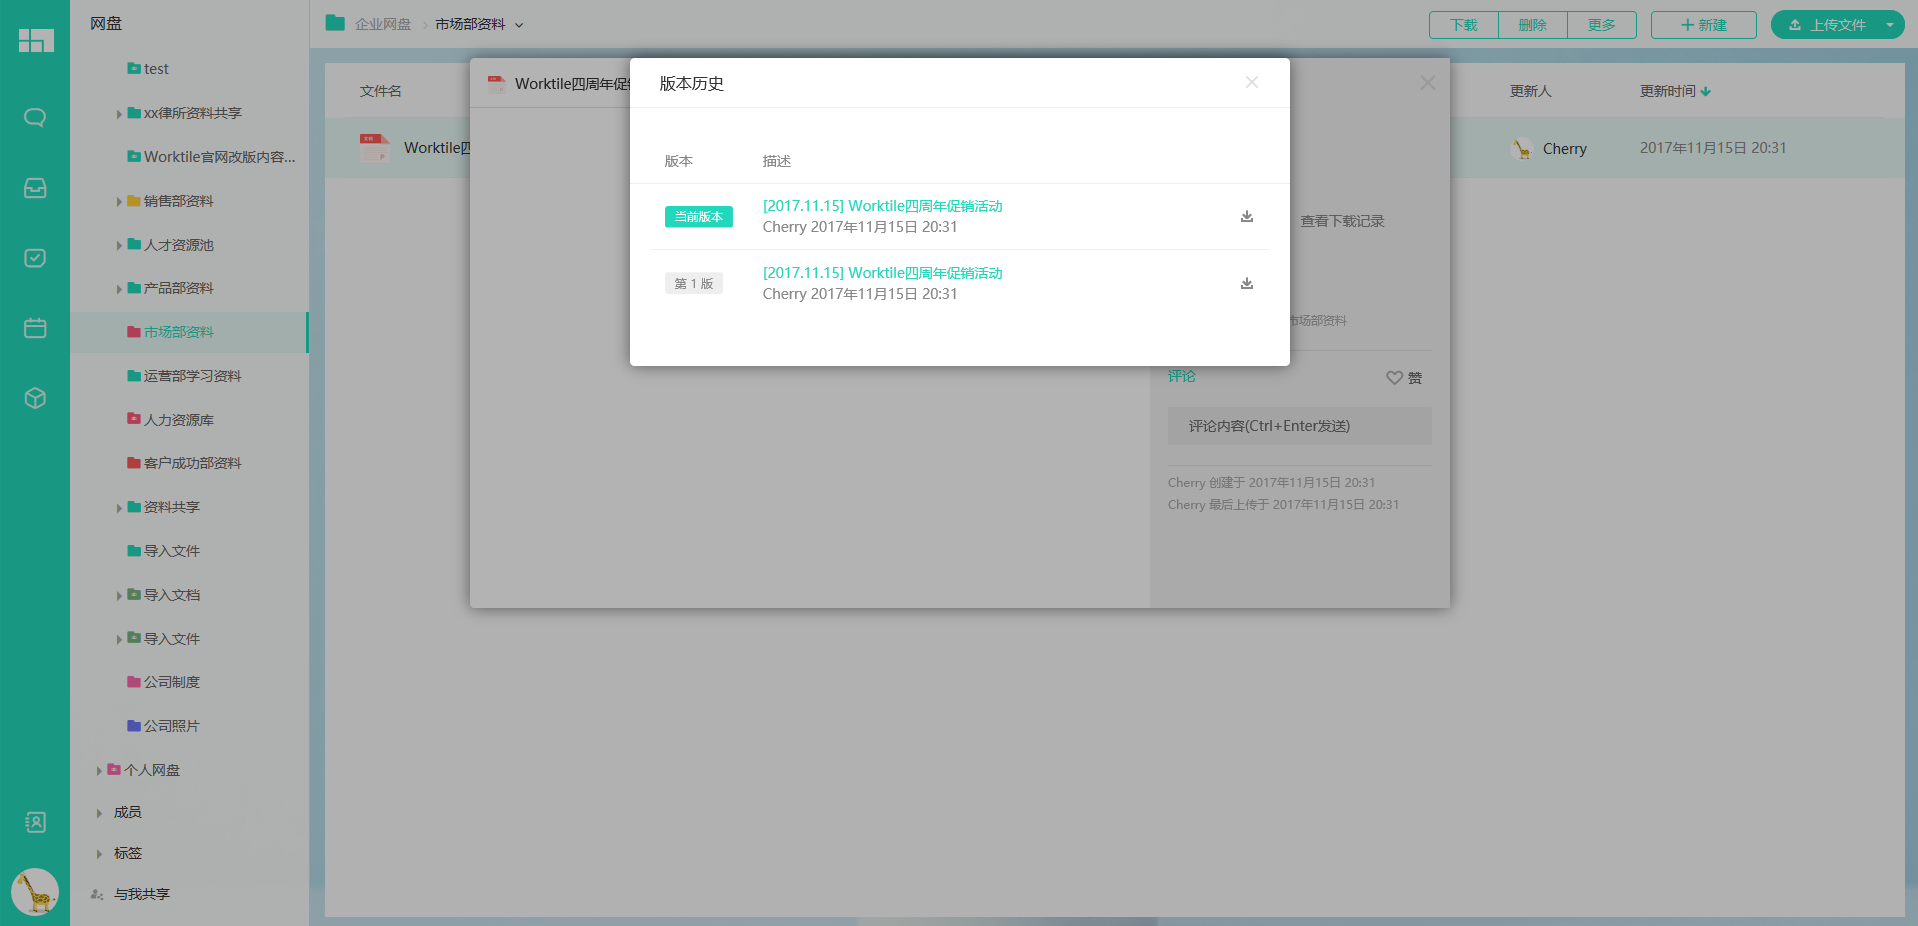 网盘
企业网盘 > 市场部资料
下载
删除
更多
新建
上传文件
test
xx律所资料共享
Worktile官网改版内容...
销售部资料
人才资源池
产品部资料
市场部资料
运营部学习资料
人力资源库
客户成功部资料
资料共享
导入文件
导入文档
导入文件
公司制度
公司照片
个人网盘
成员
标签
与我共享
文件名
更新人
更新时间
Worktile四
Cherry
2017年11月15日 20:31
Worktile四周年促销
版本历史
版本
描述
当前版本
[2017.11.15] Worktile四周年促销活动
Cherry 2017年11月15日 20:31
第 1 版
[2017.11.15] Worktile四周年促销活动
Cherry 2017年11月15日 20:31
查看下载记录
市场部资料
评论
赞
评论内容(Ctrl+Enter发送)
Cherry 创建于 2017年11月15日 20:31
Cherry 最后上传于 2017年11月15日 20:31